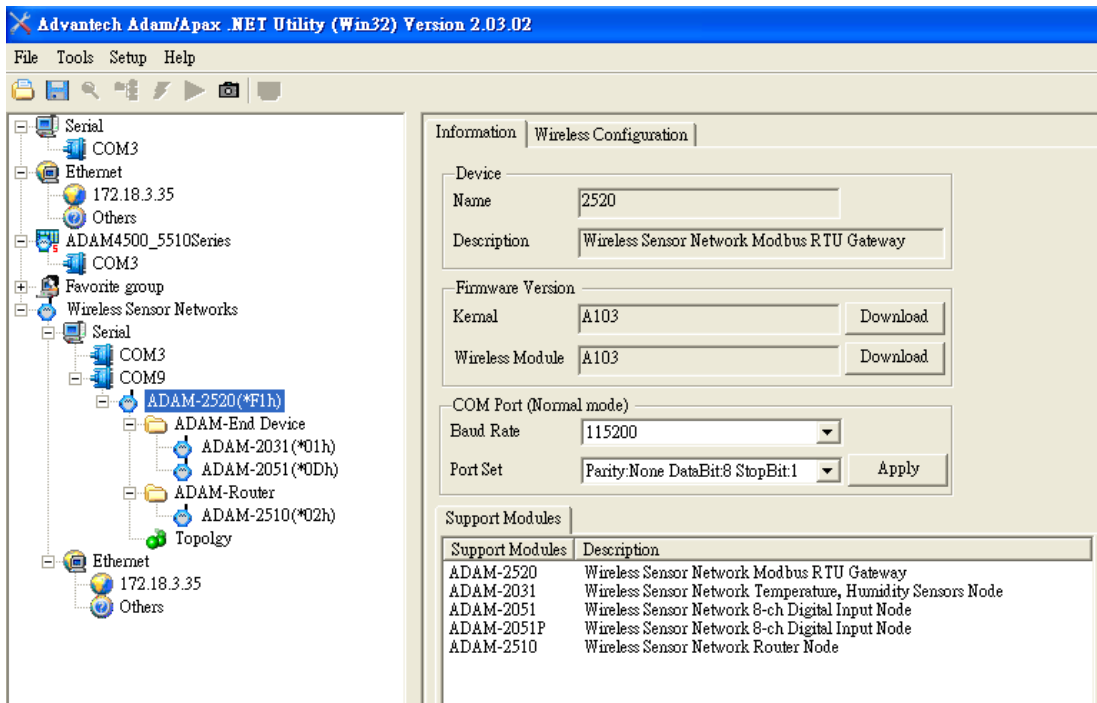 Advantech Adam/Apax .NET Utility (Win32) Version 2.03.02
File Tools Setup Help
Serial
COM3
Ethernet
172.18.3.35
Others
ADAM4500_5510Series
COM3
Favorite group
Wireless Sensor Networks
Serial
COM3
COM9
ADAM-2520(*F1h)
ADAM-End Device
ADAM-2031(*01h)
ADAM-2051(*0Dh)
ADAM-Router
ADAM-2510(*02h)
Topolgy
Ethernet
172.18.3.35
Others
Information Wireless Configuration
Device
Name 2520
Description Wireless Sensor Network Modbus RTU Gateway
Firmware Version
Kernal A103 Download
Wireless Module A103 Download
COM Port (Normal mode)
Baud Rate 115200
Port Set Parity:None DataBit:8 StopBit:1 Apply
Support Modules
Support Modules Description
ADAM-2520 Wireless Sensor Network Modbus RTU Gateway
ADAM-2031 Wireless Sensor Network Temperature, Humidity Sensors Node
ADAM-2051 Wireless Sensor Network 8-ch Digital Input Node
ADAM-2051P Wireless Sensor Network 8-ch Digital Input Node
ADAM-2510 Wireless Sensor Network Router Node